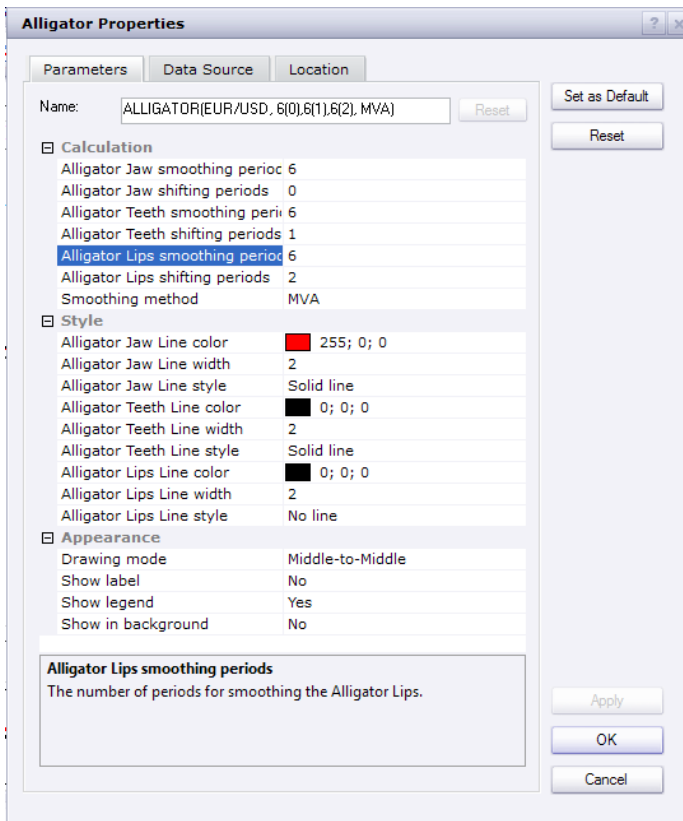 Alligator Properties
?
x
Parameters Data Source Location
Name: ALLIGATOR(EUR/USD, 6(0),6(1),6(2), MVA) Reset
Set as Default
Reset
Calculation
Alligator Jaw smoothing perioc 6
Alligator Jaw shifting periods 0
Alligator Teeth smoothing peri 6
Alligator Teeth shifting periods 1
Alligator Lips smoothing perioc 6
Alligator Lips shifting periods 2
Smoothing method MVA
Style
Alligator Jaw Line color 255; 0; 0
Alligator Jaw Line width 2
Alligator Jaw Line style Solid line
Alligator Teeth Line color 0; 0; 0
Alligator Teeth Line width 2
Alligator Teeth Line style Solid line
Alligator Lips Line color 0; 0; 0
Alligator Lips Line width 2
Alligator Lips Line style No line
Appearance
Drawing mode Middle-to-Middle
Show label No
Show legend Yes
Show in background No
Alligator Lips smoothing periods
The number of periods for smoothing the Alligator Lips.
Apply
OK
Cancel